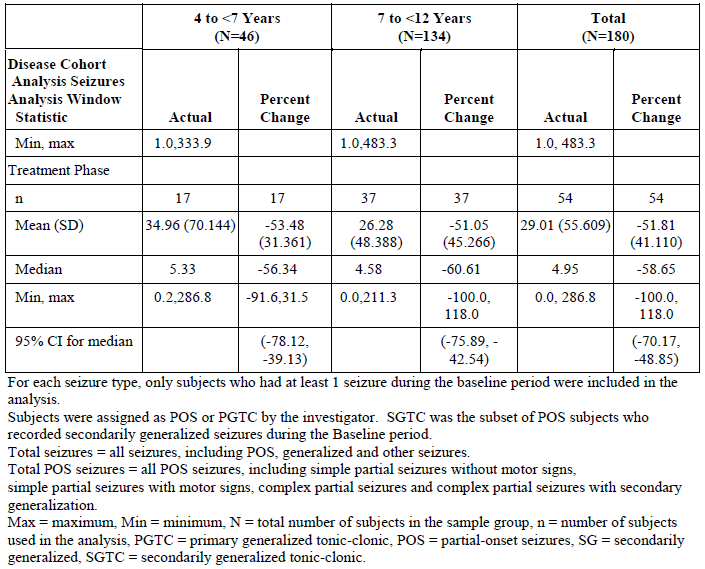 4 to <7 Years 7 to <12 Years Total
(N=46) (N=134) (N=180)
Disease Cohort
Analysis Seizures
Analysis Window Percent Percent Percent
Statistic Actual Change Actual Change Actual Change
Min, max 1.0,333.9 1.0,483.3 1.0, 483.3
Treatment Phase
n 17 17 37 37 54 54
Mean (SD) 34.96 (70.144) -53.48 26.28 -51.05 29.01 (55.609) -51.81
(31.361) (48.388) (45.266) (41.110)
Median 5.33 -56.34 4.58 -60.61 4.95 -58.65
Min, max 0.2,286.8 -91.6,31.5 0.0,211.3 -100.0, 0.0, 286.8 -100.0,
118.0 118.0
95% CI for median (-78.12, (-75.89, - (-70.17,
-39.13) 42.54) -48.85)
For each seizure type, only subjects who had at least 1 seizure during the baseline period were included in the
analysis.
Subjects were assigned as POS or PGTC by the investigator. SGTC was the subset of POS subjects who
recorded secondarily generalized seizures during the Baseline period.
Total seizures = all seizures, including POS, generalized and other seizures.
Total POS seizures = all POS seizures, including simple partial seizures without motor signs,
simple partial seizures with motor signs, complex partial seizures and complex partial seizures with secondary
generalization.
Max = maximum, Min = minimum, N = total number of subjects in the sample group, n = number of subjects
used in the analysis, PGTC = primary generalized tonic-clonic, POS = partial-onset seizures, SG = secondarily
generalized, SGTC = secondarily generalized tonic-clonic.